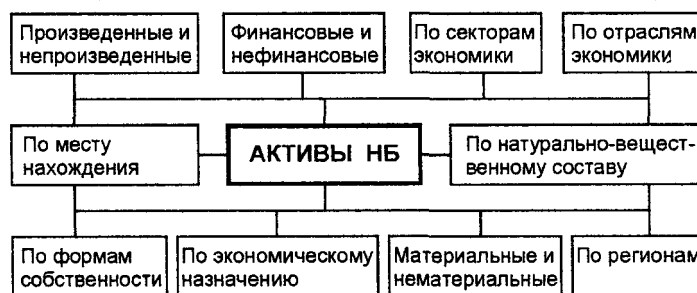 Произведенные и
непроизведенные
Финансовые и
нефинансовые
По секторам
экономики
По отраслям
экономики
По месту
нахождения
АКТИВЫ НБ
По натурально-вещест-
венному составу
По формам
собственности
По экономическому
назначению
Материальные и
нематериальные
По регионам